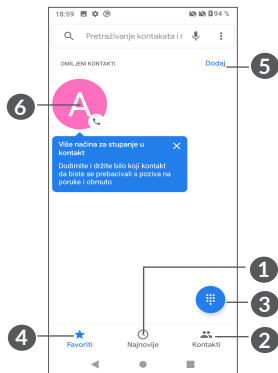 18:59 94 %
Pretraživanje kontakata i r
OMILJENI KONTAKTI Dodaj
5
6
A
Više načina za stupanje u
kontakt
Dodirnite i držite bilo koji kontakt
da biste se prebacivali s poziva na
poruke i obrnuto
1
3
4
2
Favoriti Najnovije Kontakti